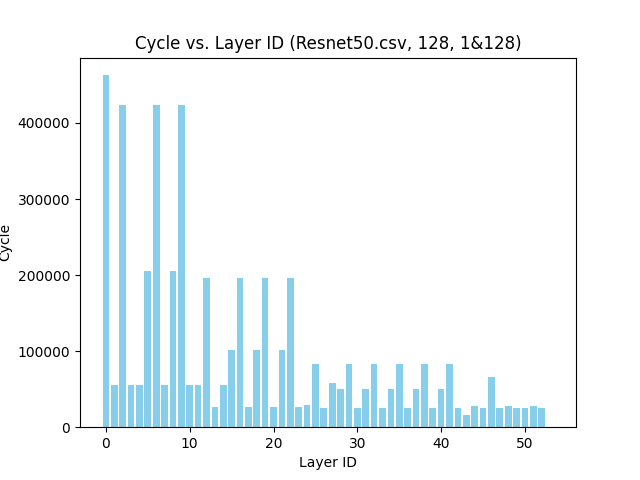 Cycle vs. Layer ID (Resnet50.csv, 128, 1&128)
400000
300000
200000
100000
0
Cycle
0 10 20 30 40 50
Layer ID